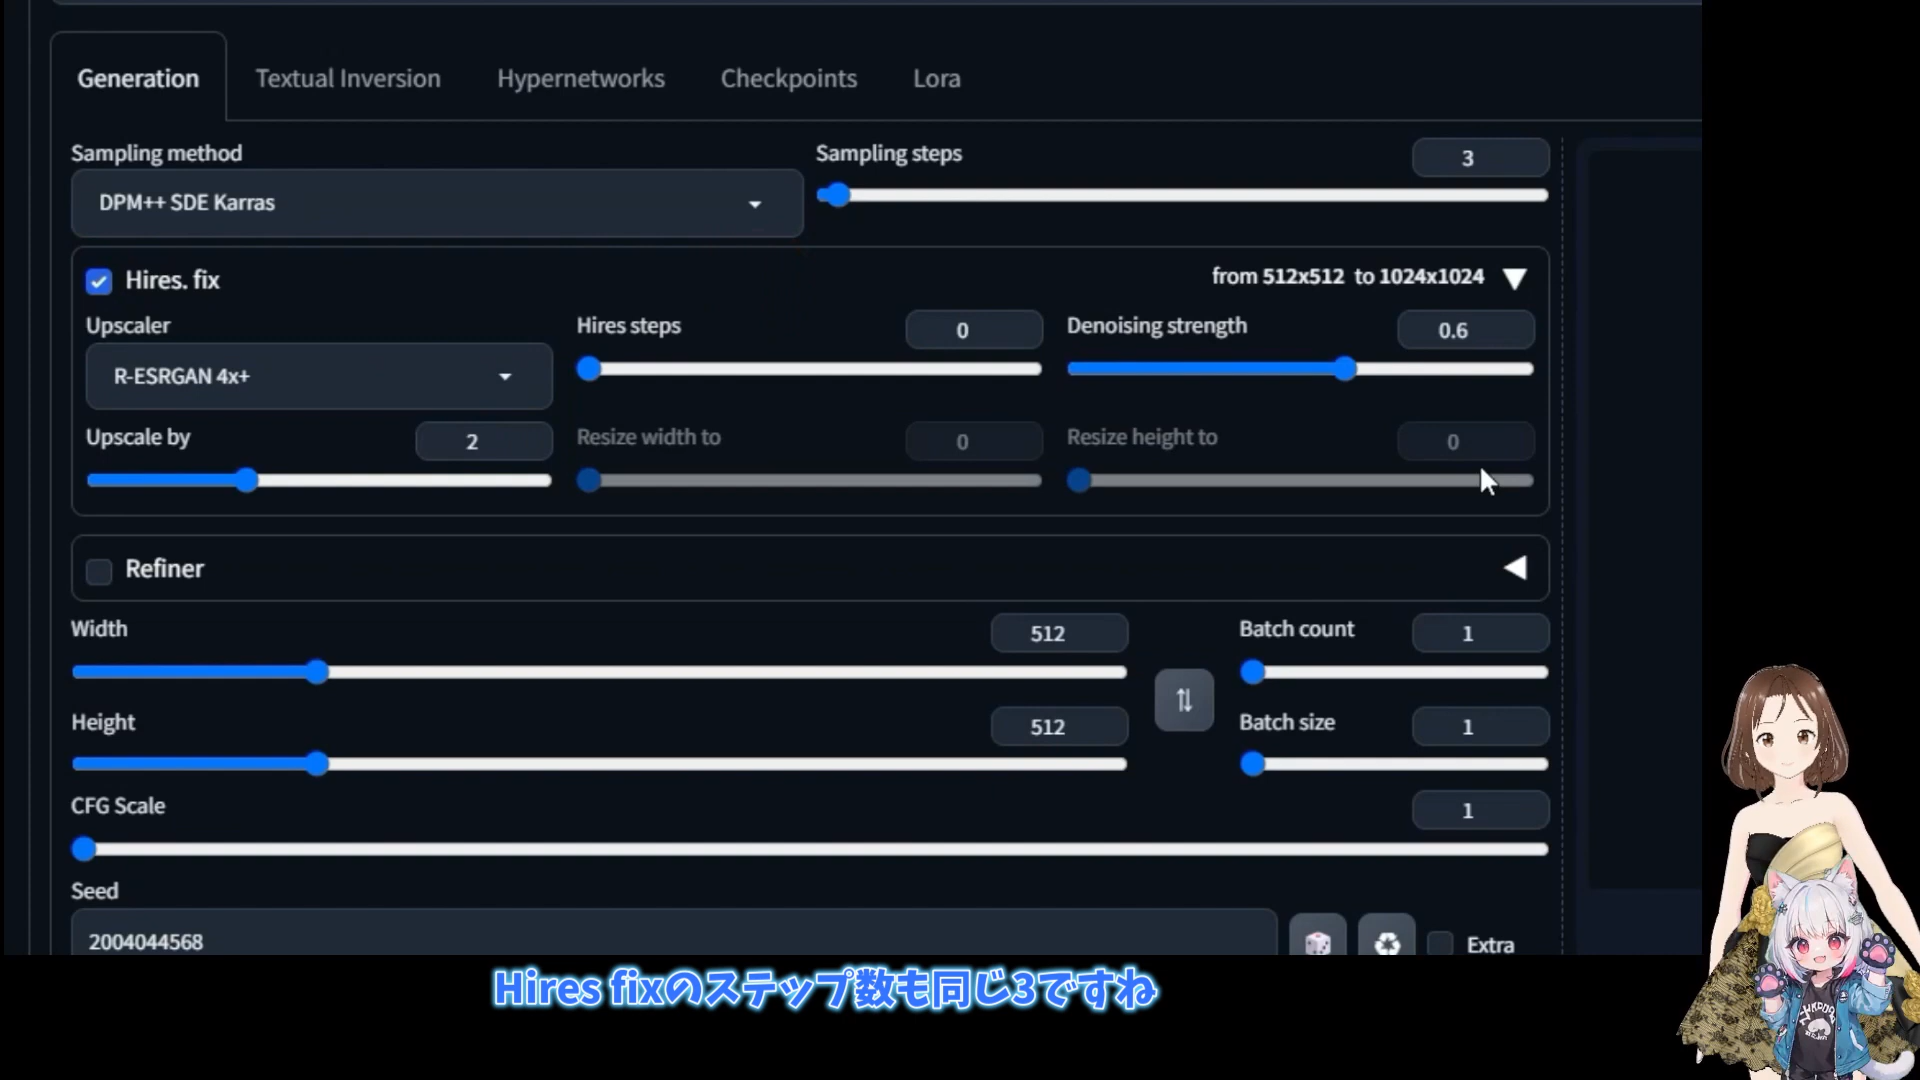 Generation Textual Inversion Hypernetworks Checkpoints Lora
Sampling method
DPM++ SDE Karras
Sampling steps 3
Hires. fix
from 512x512 to 1024x1024
Upscaler
R-ESRGAN 4x+
Hires steps 0
Denoising strength 0.6
Upscale by 2
Resize width to 0
Resize height to 0
Refiner
Width 512
Batch count 1
Height 512
Batch size 1
CFG Scale 1
Seed
2004044568
Extra
Hires fixのステップ数も同じ3ですね